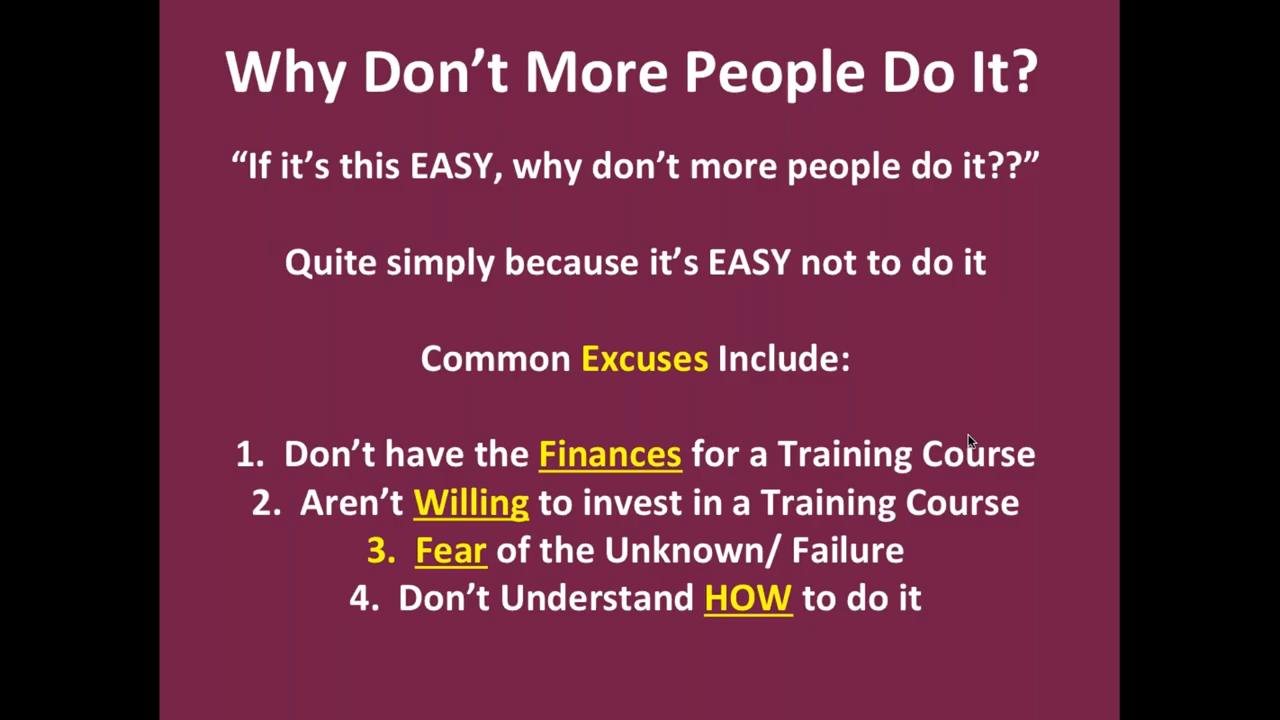 Why Don’t More People Do It?
“If it’s this EASY, why don’t more people do it??”
Quite simply because it’s EASY not to do it
Common Excuses Include:
1. Don’t have the Finances for a Training Course
2. Aren’t Willing to invest in a Training Course
3. Fear of the Unknown/ Failure
4. Don’t Understand HOW to do it